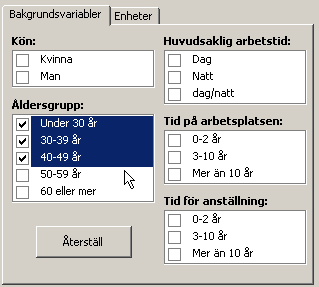 Bakgrundsvariabler
Enheter
Kön:
Kvinna
Man
Åldersgrupp:
Under 30 år
30-39 år
40-49 år
50-59 år
60 eller mer
Återställ
Huvudsaklig arbetstid:
Dag
Natt
dag/natt
Tid på arbetsplatsen:
0-2 år
3-10 år
Mer än 10 år
Tid för anställning:
0-2 år
3-10 år
Mer än 10 år